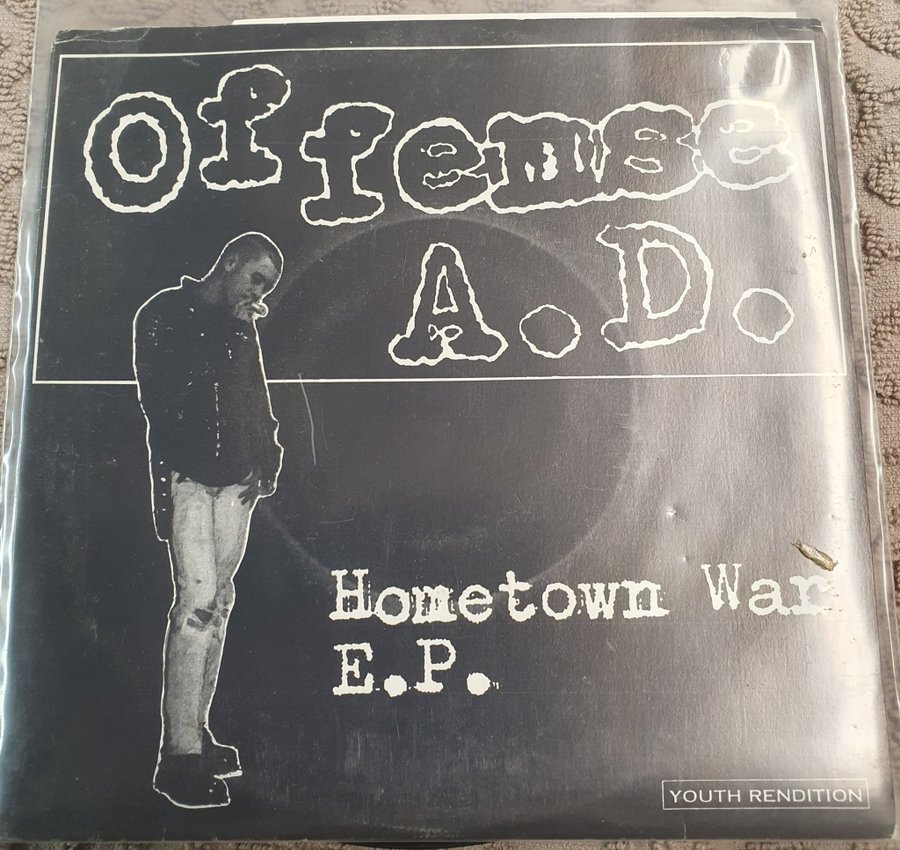 Offense
A.D.
Hometown War
E.P.
YOUTH RENDITION